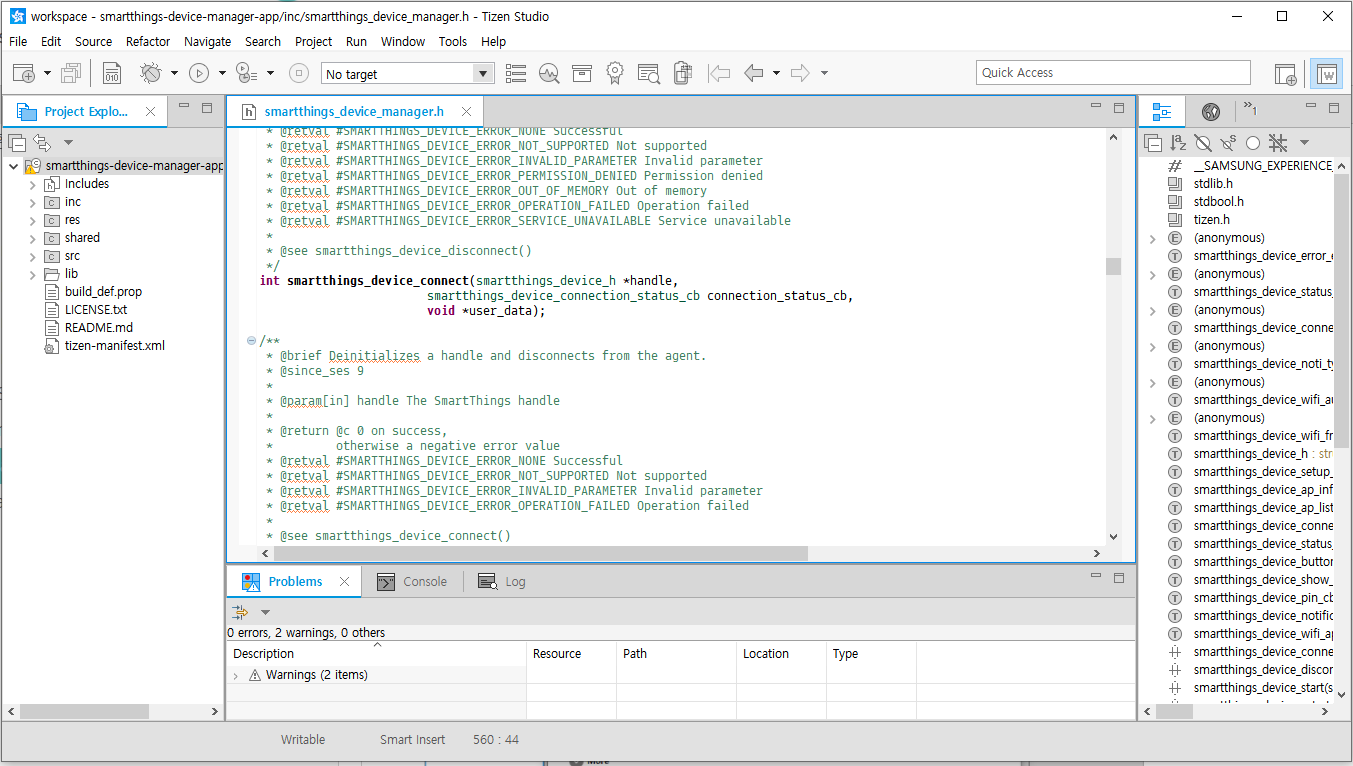 workspace - smartthings-device-manager-app/inc/smartthings_device_manager.h - Tizen Studio
File Edit Source Refactor Navigate Search Project Run Window Tools Help
010
No target
Quick Access
Project Explo...
smartthings_device_manager.h
1
smartthings-device-manager-app
Includes
inc
res
shared
src
lib
build_def.prop
LICENSE.txt
README.md
tizen-manifest.xml
* @retval #SMARTTHINGS_DEVICE_ERROR_NONE Successful
* @retval #SMARTTHINGS_DEVICE_ERROR_NOT_SUPPORTED Not supported
* @retval #SMARTTHINGS_DEVICE_ERROR_INVALID_PARAMETER Invalid parameter
* @retval #SMARTTHINGS_DEVICE_ERROR_PERMISSION_DENIED Permission denied
* @retval #SMARTTHINGS_DEVICE_ERROR_OUT_OF_MEMORY Out of memory
* @retval #SMARTTHINGS_DEVICE_ERROR_OPERATION_FAILED Operation failed
* @retval #SMARTTHINGS_DEVICE_ERROR_SERVICE_UNAVAILABLE Service unavailable
*
* @see smartthings_device_disconnect()
*/
int smartthings_device_connect(smartthings_device_h *handle,
smartthings_device_connection_status_cb connection_status_cb,
void *user_data);
/**
* @brief Deinitializes a handle and disconnects from the agent.
* @since_ses 9
*
* @param[in] handle The SmartThings handle
*
* @return @c 0 on success,
* otherwise a negative error value
* @retval #SMARTTHINGS_DEVICE_ERROR_NONE Successful
* @retval #SMARTTHINGS_DEVICE_ERROR_NOT_SUPPORTED Not supported
* @retval #SMARTTHINGS_DEVICE_ERROR_INVALID_PARAMETER Invalid parameter
* @retval #SMARTTHINGS_DEVICE_ERROR_OPERATION_FAILED Operation failed
*
* @see smartthings_device_connect()
# __SAMSUNG_EXPERIENCE_
stdlib.h
stdbool.h
tizen.h
(anonymous)
smartthings_device_error_e
(anonymous)
smartthings_device_status_
(anonymous)
smartthings_device_conne
(anonymous)
smartthings_device_noti_ty
(anonymous)
smartthings_device_wifi_au
(anonymous)
smartthings_device_wifi_fr
smartthings_device_h : str
smartthings_device_setup_
smartthings_device_ap_inf
smartthings_device_ap_list
smartthings_device_conne
smartthings_device_status_
smartthings_device_button
smartthings_device_show_
smartthings_device_pin_cb
smartthings_device_notific
smartthings_device_wifi_ap
smartthings_device_conne
smartthings_device_discon
smartthings_device_start(s
Problems
Console
Log
0 errors, 2 warnings, 0 others
Description Resource Path Location Type
Warnings (2 items)
Writable Smart Insert 560 : 44